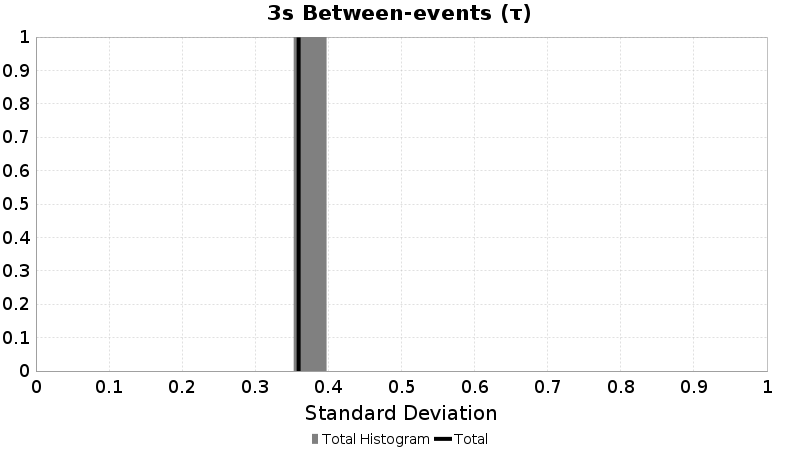 3s Between-events (τ)
1
0.9
0.8
0.7
0.6
0.5
0.4
0.3
0.2
0.1
0
0 0.1 0.2 0.3 0.4 0.5 0.6 0.7 0.8 0.9 1
Standard Deviation
Total Histogram Total